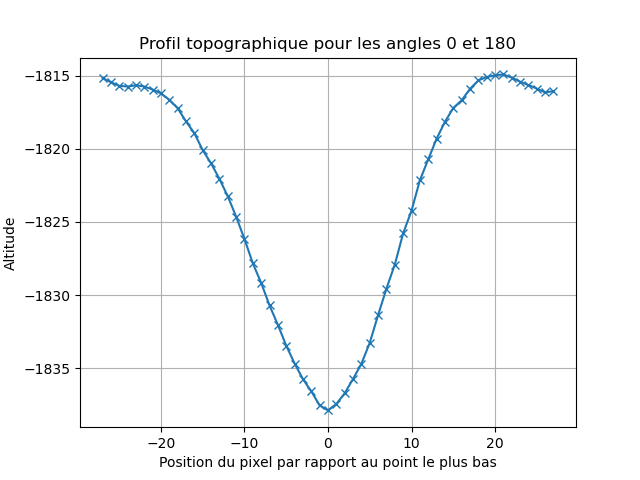 Profil topographique pour les angles 0 et 180
−1815
−1820
−1825
−1830
−1835
Altitude
−20 −10 0 10 20
Position du pixel par rapport au point le plus bas